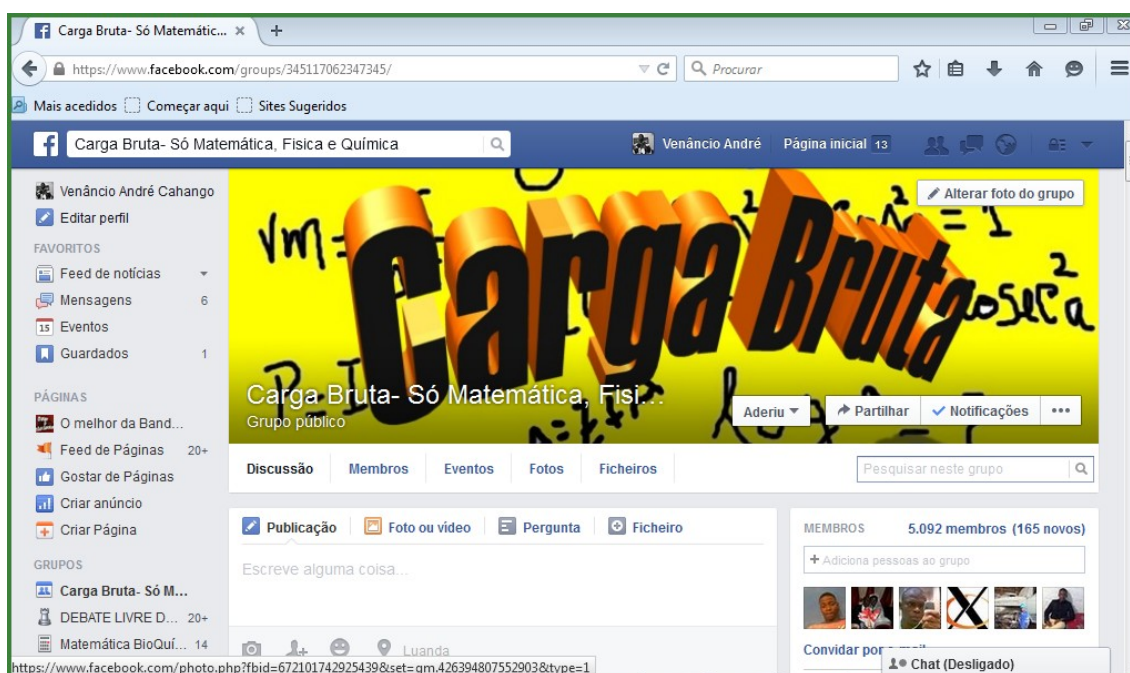 Carga Bruta- Só Matemátic...
https://www.facebook.com/groups/345117062347345/
Procurar
Mais acedidos Começar aqui Sites Sugeridos
Carga Bruta- Só Matemática, Fisica e Química
Venâncio André Página inicial 13
Venâncio André Cahango
Editar perfil
FAVORITOS
Feed de notícias
Mensagens 6
15 Eventos
Guardados 1
PÁGINAS
O melhor da Band...
Feed de Páginas 20+
Gostar de Páginas
Criar anúncio
Criar Página
GRUPOS
Carga Bruta- Só M...
DEBATE LIVRE D... 20+
Matemática BioQuí... 14
Alterar foto do grupo
Carga Bruta
Carga Bruta- Só Matemática, Fisi...
Grupo público
Aderiu Partilhar Notificações
Discussão Membros Eventos Fotos Ficheiros
Pesquisar neste grupo
Publicação Foto ou vídeo Pergunta Ficheiro
Escreve alguma coisa...
Luanda
MEMBROS 5.092 membros (165 novos)
+ Adiciona pessoas ao grupo
Convidar por
Chat (Desligado)
https://www.facebook.com/photo.php?fbid=672101742925439&set=gm.426394807552903&type=1